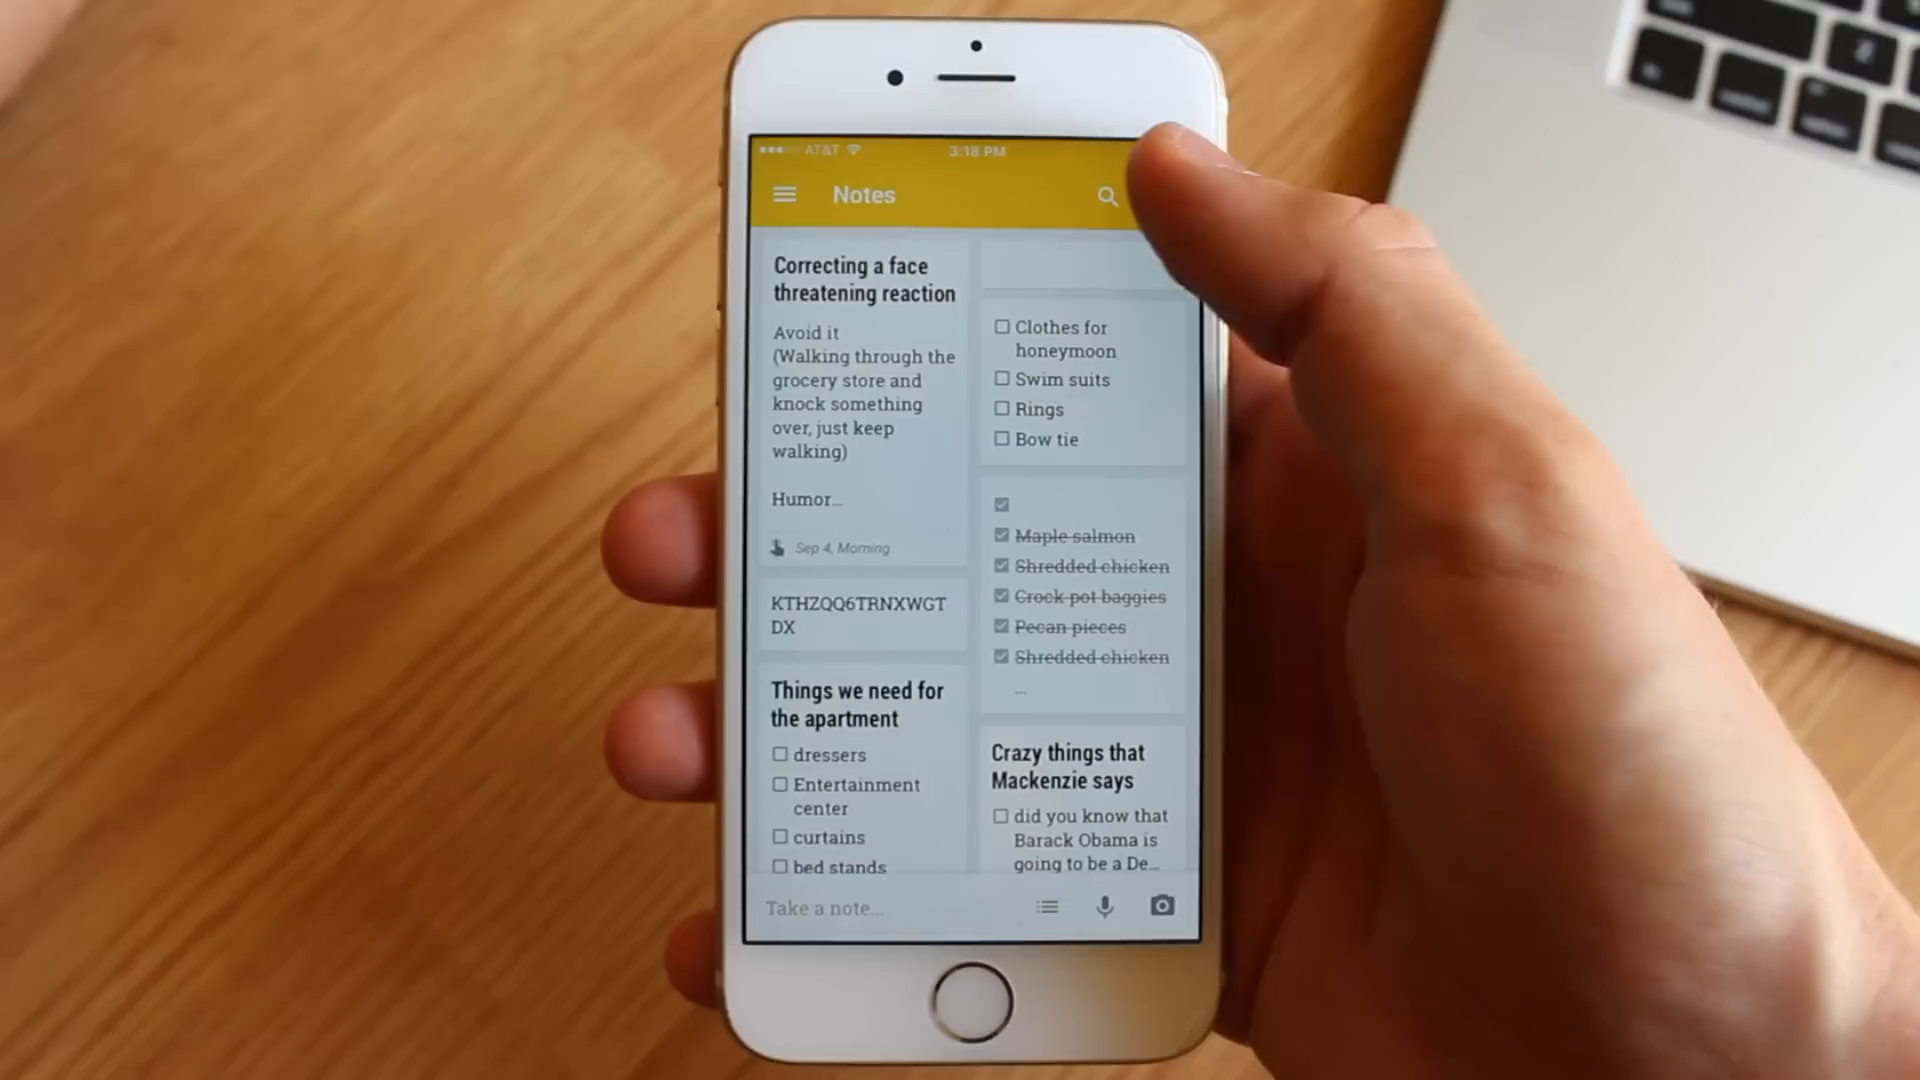 AT&T
3:18 PM
Notes
Correcting a face
threatening reaction
Avoid it
(Walking through the
grocery store and
knock something
over, just keep
walking)
Humor...
Sep 4, Morning
KTHZQQ6TRNXWGT
DX
Things we need for
the apartment
dressers
Entertainment
center
curtains
bed stands
Clothes for
honeymoon
Swim suits
Rings
Bow tie
Maple salmon
Shredded chicken
Crock pot baggies
Pecan pieces
Shredded chicken
...
Crazy things that
Mackenzie says
did you know that
Barack Obama is
going to be a De...
Take a note...